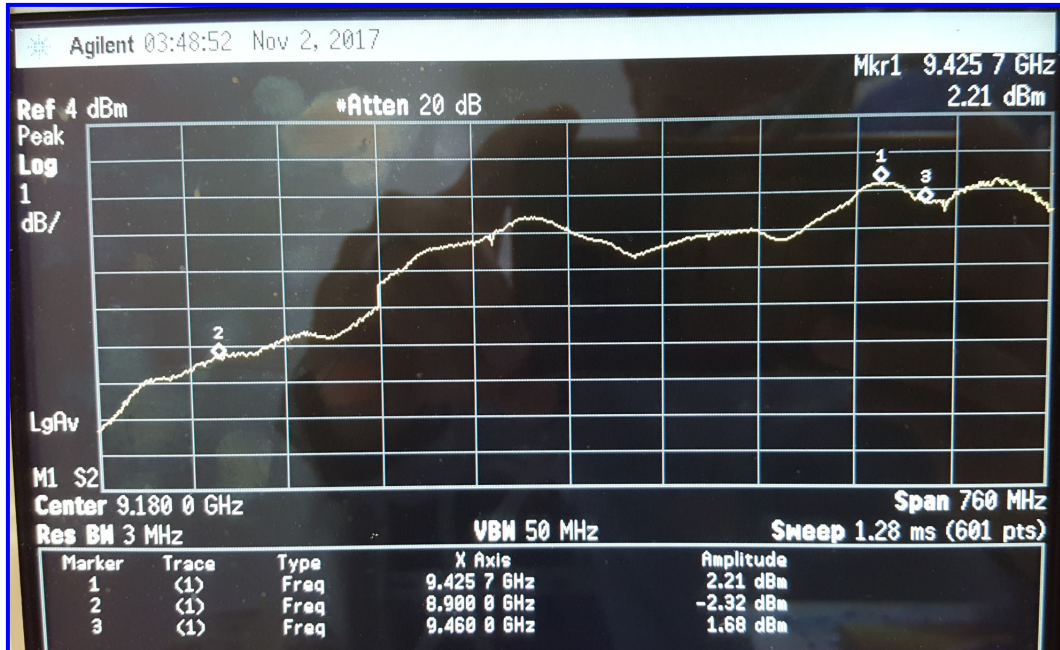 Agilent 03:48:52 Nov 2, 2017
Mkr1 9.425 7 GHz
Ref 4 dBm *Atten 20 dB 2.21 dBm
Peak
Log
1
dB/
1
3
2
LgAv
M1 S2
Center 9.180 0 GHz Span 760 MHz
Res BW 3 MHz VBW 50 MHz Sweep 1.28 ms (601 pts)
Marker Trace Type X Axis Amplitude
1 (1) Freq 9.425 7 GHz 2.21 dBm
2 (1) Freq 8.900 0 GHz -2.32 dBm
3 (1) Freq 9.460 0 GHz 1.68 dBm